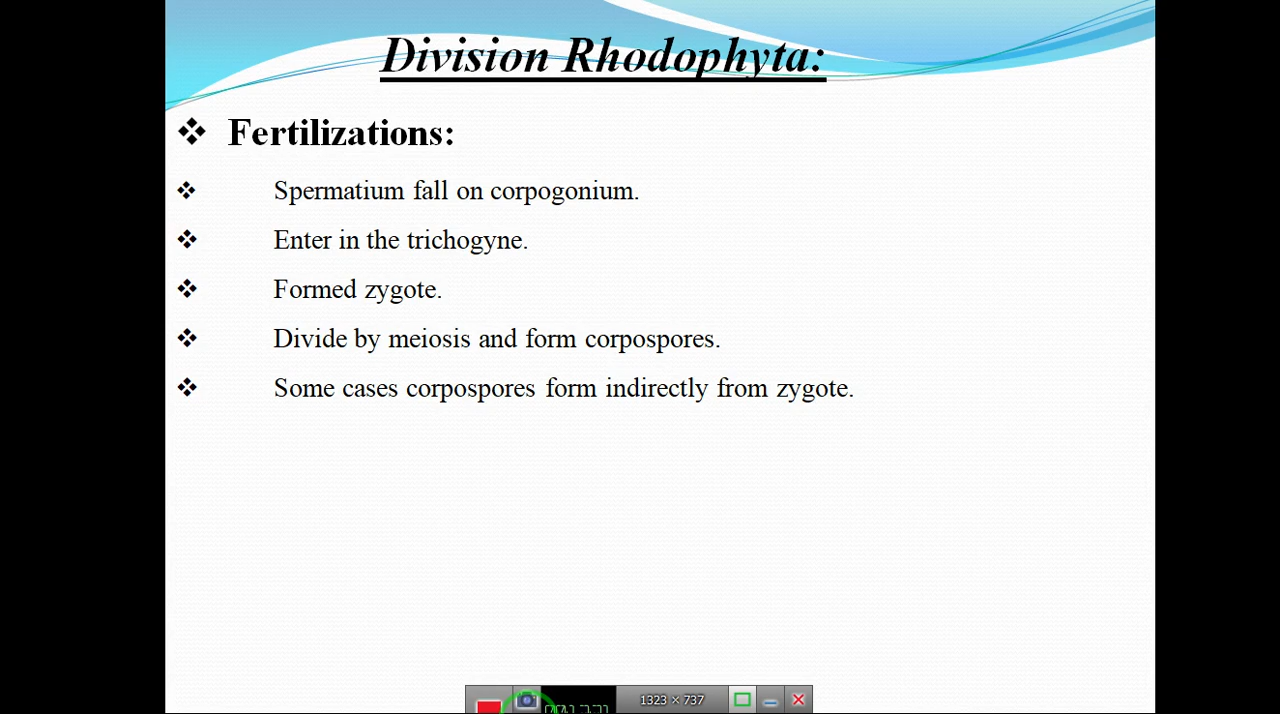 Division Rhodophyta:
❖ Fertilizations:
❖ Spermatium fall on corpogonium.
❖ Enter in the trichogyne.
❖ Formed zygote.
❖ Divide by meiosis and form corpospores.
❖ Some cases corpospores form indirectly from zygote.
1323 × 737